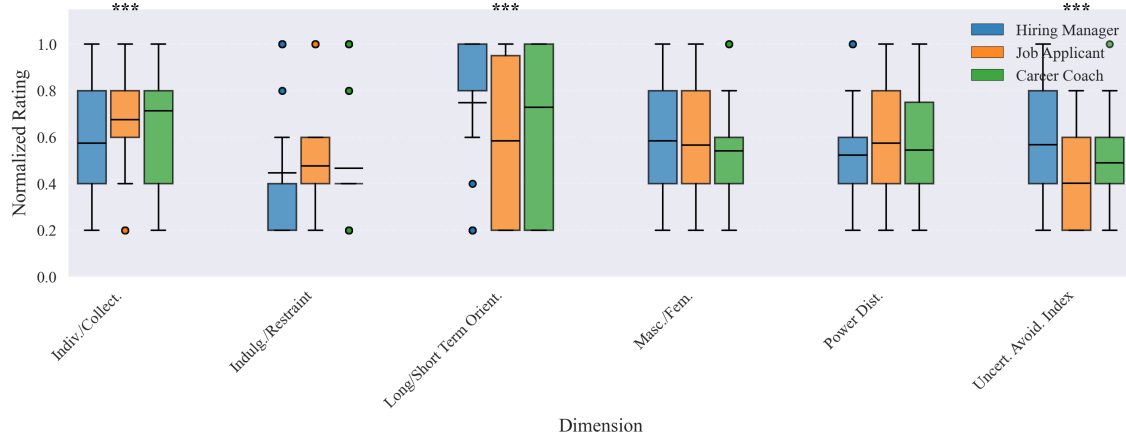 *** *** ***
Hiring Manager
Job Applicant
Career Coach
Normalized Rating
1.0
0.8
0.6
0.4
0.2
0.0
Indiv./Collect.
Indulg./Restraint
Long/Short Term Orient.
Masc./Fem.
Power Dist.
Uncert. Avoid. Index
Dimension